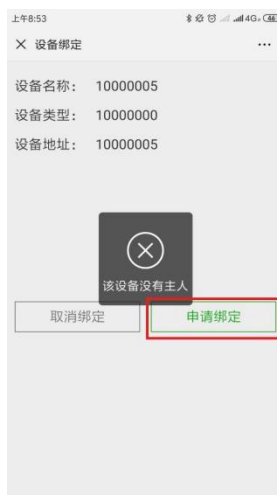 上午8:53
4G
× 设备绑定
...
设备名称： 10000005
设备类型： 10000000
设备地址： 10000005
该设备没有主人
取消绑定
申请绑定